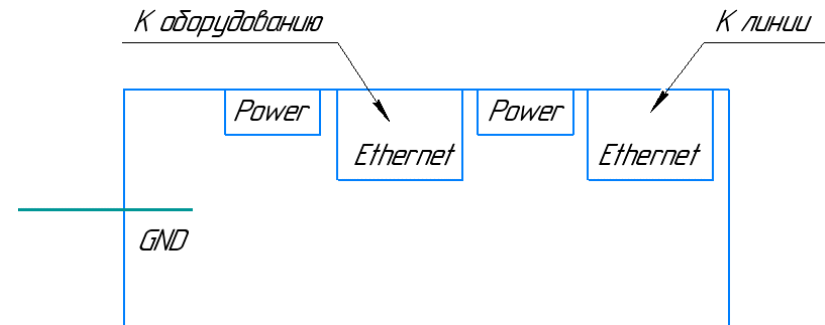 К оборудованию
К линии
Power
Power
Ethernet
Ethernet
GND